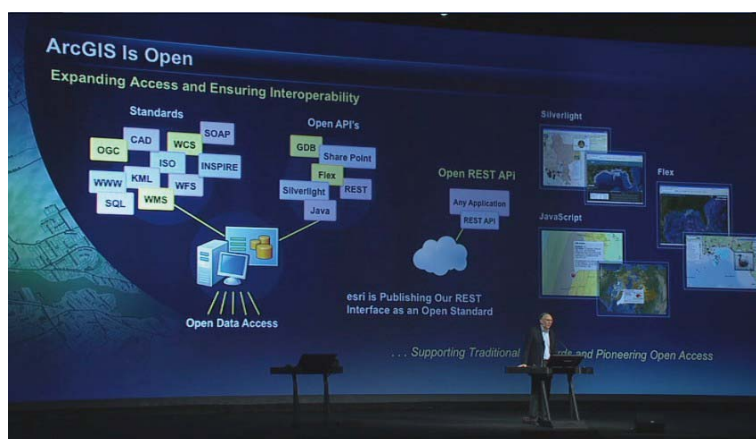 ArcGIS Is Open
Expanding Access and Ensuring Interoperability
Standards
OGC
CAD
WCS
SOAP
ISO
INSPIRE
WWW
KML
WFS
SQL
WMS
Open API's
GDB
Share Point
Flex
Silverlight
REST
Java
Open Data Access
Open REST APi
Any Application
REST API
esri is Publishing Our REST
Interface as an Open Standard
Silverlight
Flex
JavaScript
. . . Supporting Traditional and Pioneering Open Access